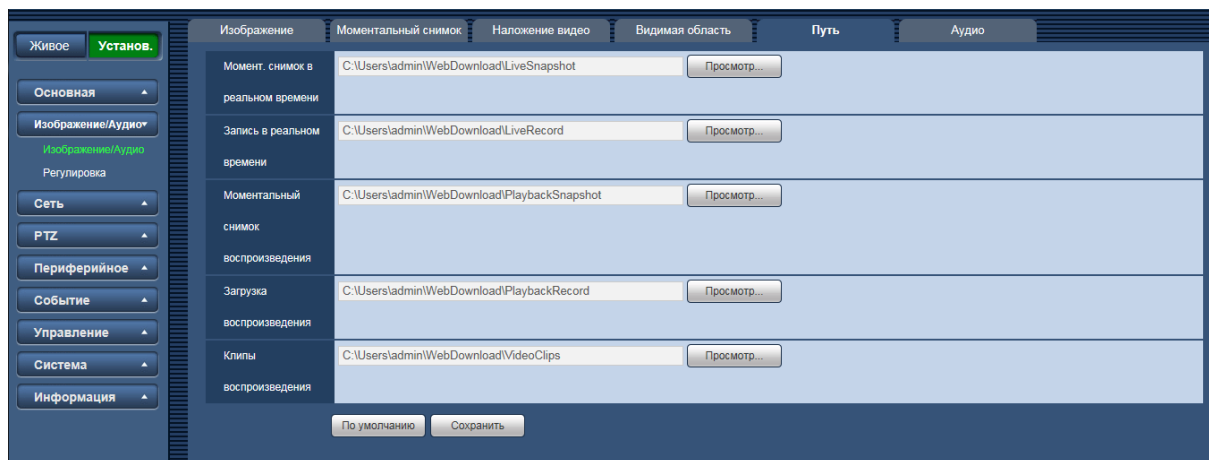 Живое Установ.
Основная
Изображение/Аудио
Изображение/Аудио
Регулировка
Сеть
PTZ
Периферийное
Событие
Управление
Система
Информация
Изображение Моментальный снимок Наложение видео Видимая область Путь Аудио
Момент. снимок в C:\Users\admin\WebDownload\LiveSnapshot Просмотр...
реальном времени
Запись в реальном C:\Users\admin\WebDownload\LiveRecord Просмотр...
времени
Моментальный C:\Users\admin\WebDownload\PlaybackSnapshot Просмотр...
снимок
воспроизведения
Загрузка C:\Users\admin\WebDownload\PlaybackRecord Просмотр...
воспроизведения
Клипы C:\Users\admin\WebDownload\VideoClips Просмотр...
воспроизведения
По умолчанию Сохранить